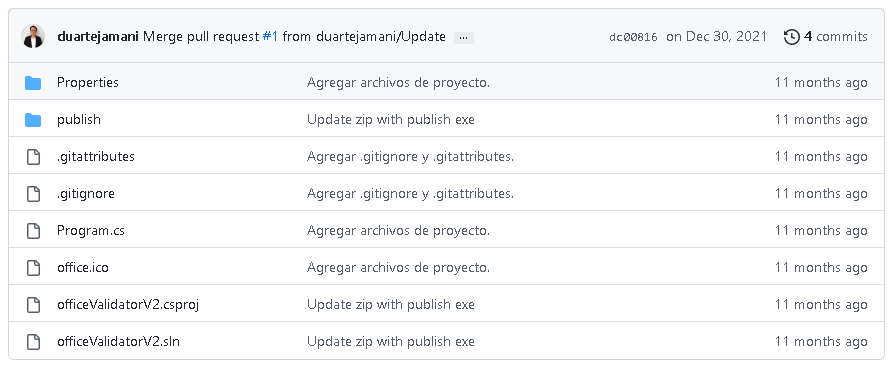 duartejamani Merge pull request #1 from duartejamani/Update ... dc00816 on Dec 30, 2021 4 commits
Properties Agregar archivos de proyecto. 11 months ago
publish Update zip with publish exe 11 months ago
.gitattributes Agregar .gitignore y .gitattributes. 11 months ago
.gitignore Agregar .gitignore y .gitattributes. 11 months ago
Program.cs Agregar archivos de proyecto. 11 months ago
office.ico Agregar archivos de proyecto. 11 months ago
officeValidatorV2.csproj Update zip with publish exe 11 months ago
officeValidatorV2.sln Update zip with publish exe 11 months ago